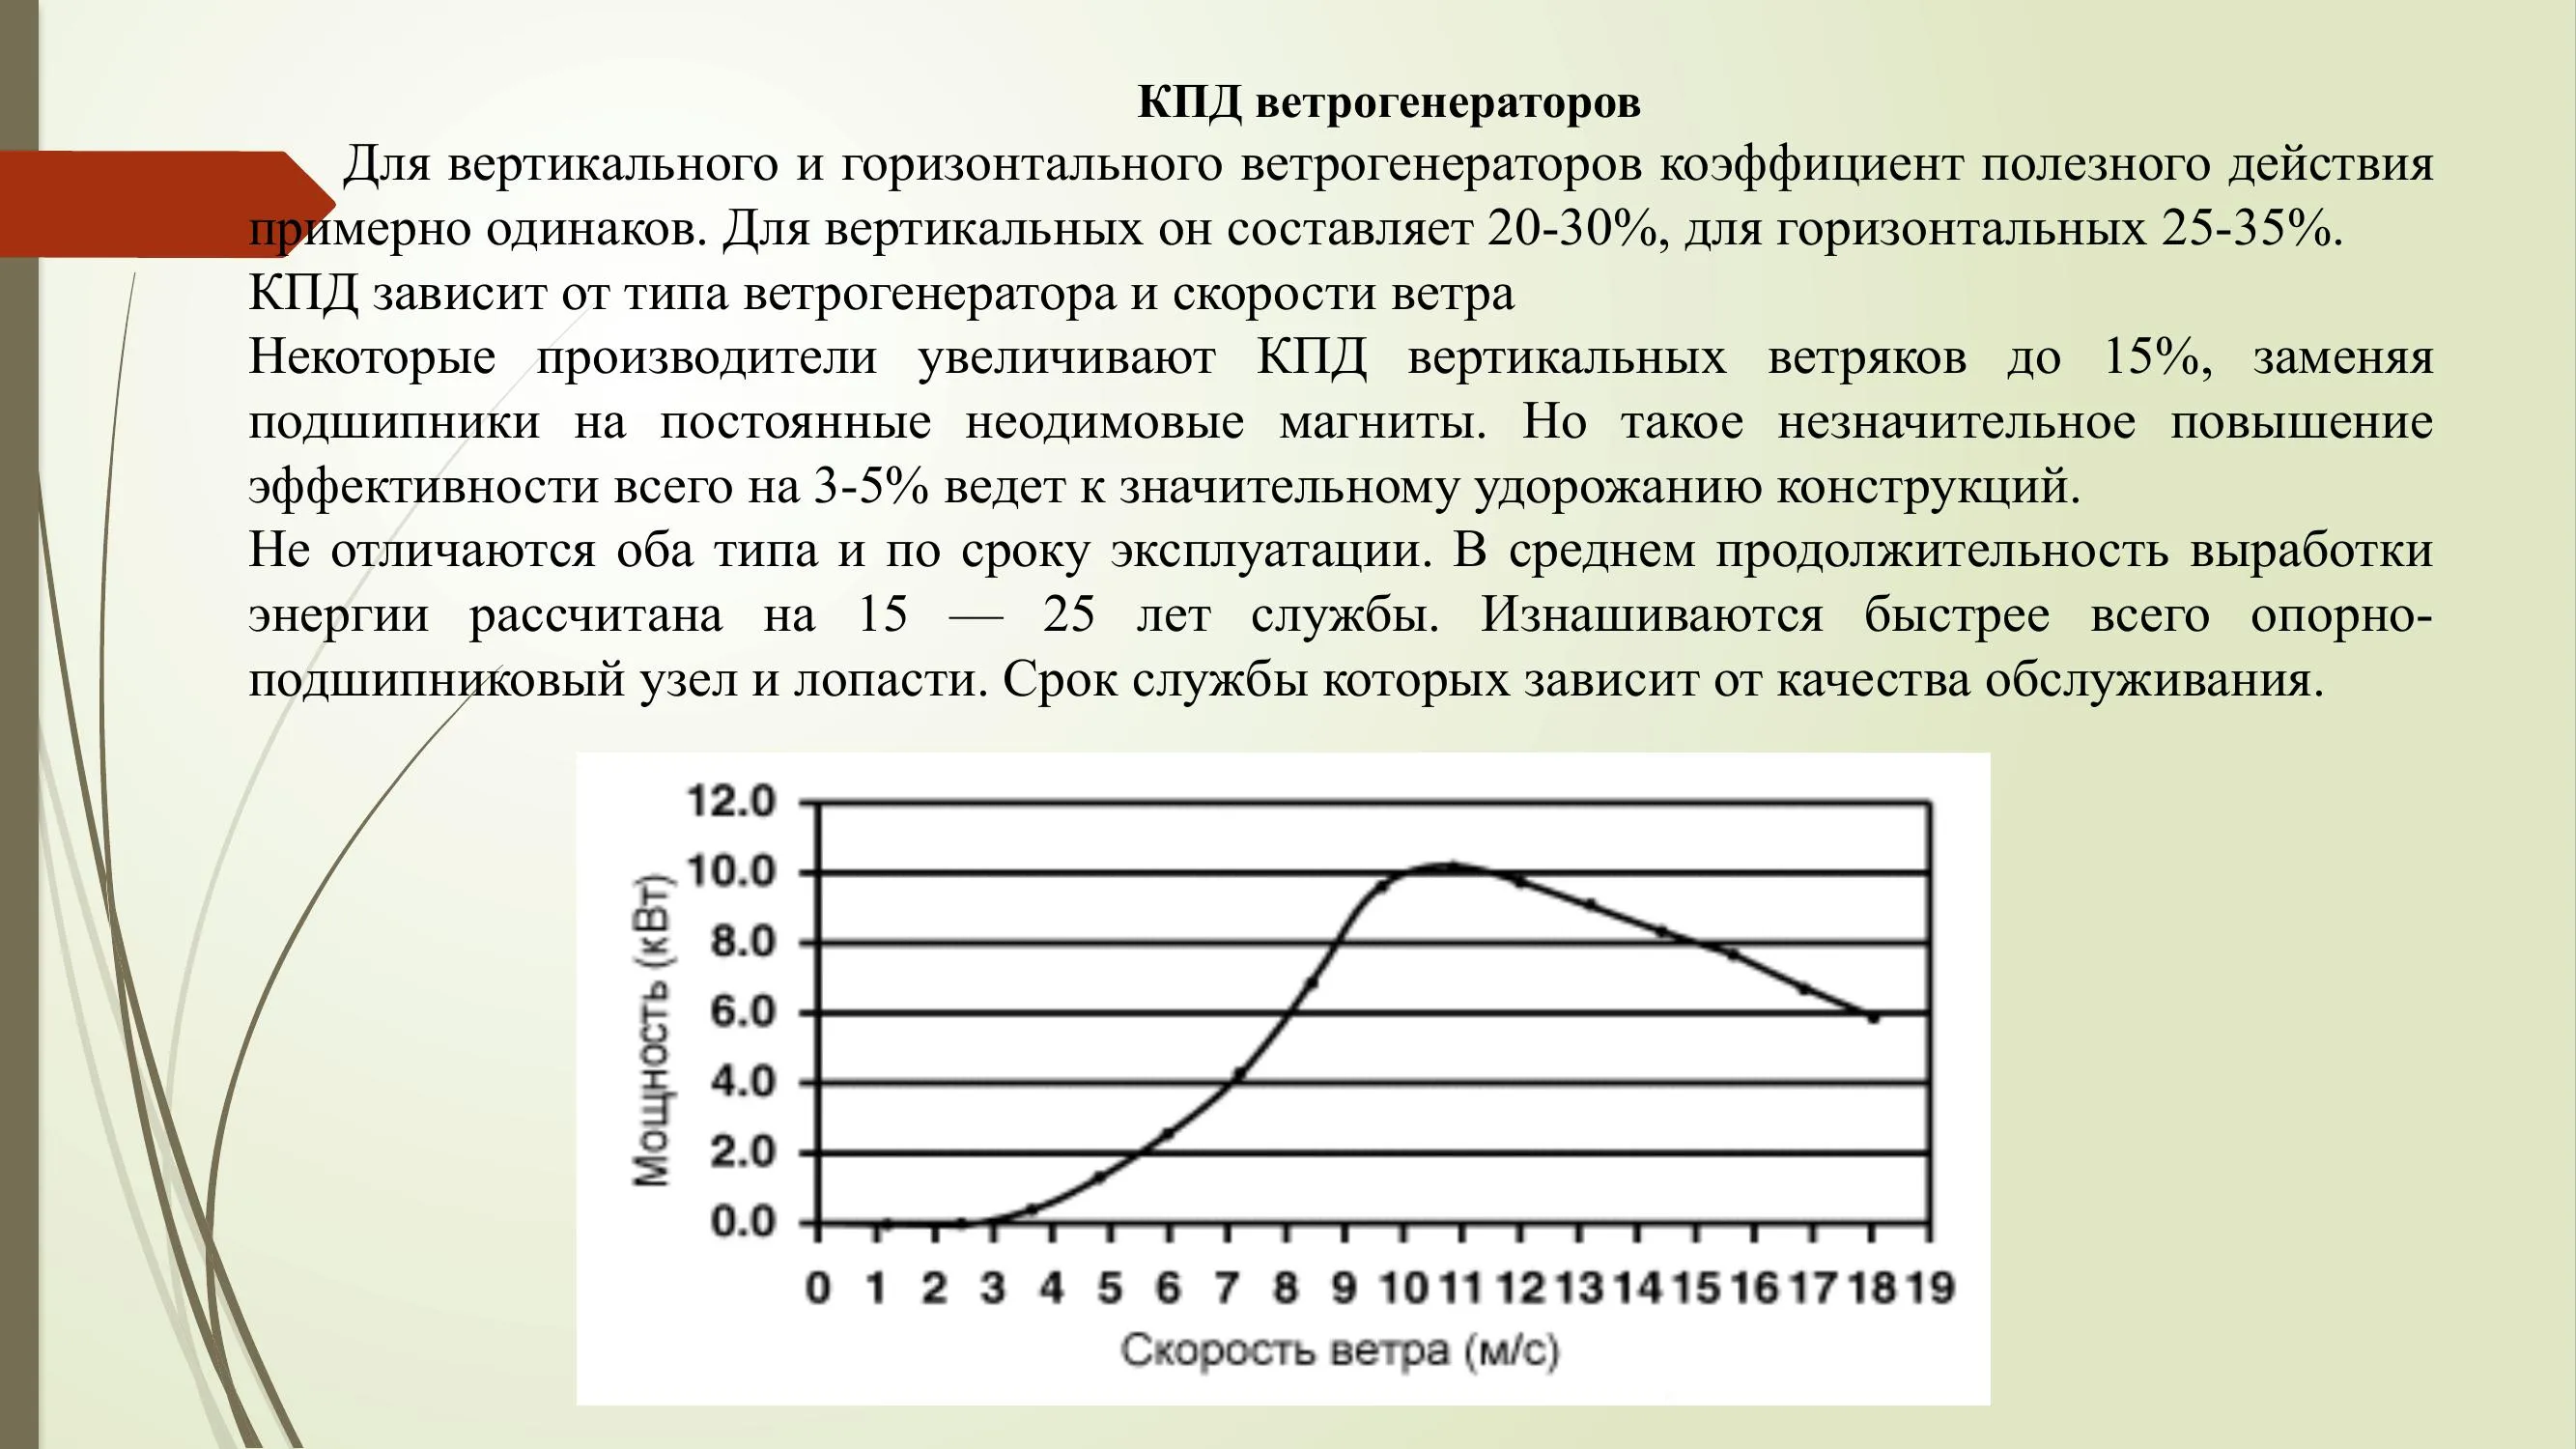 КПД ветрогенераторов
Для вертикального и горизонтального ветрогенераторов коэффициент полезного действия
примерно одинаков. Для вертикальных он составляет 20-30%, для горизонтальных 25-35%.
КПД зависит от типа ветрогенератора и скорости ветра
Некоторые производители увеличивают КПД вертикальных ветряков до 15%, заменяя
подшипники на постоянные неодимовые магниты. Но такое незначительное повышение
эффективности всего на 3-5% ведет к значительному удорожанию конструкций.
Не отличаются оба типа и по сроку эксплуатации. В среднем продолжительность выработки
энергии рассчитана на 15 — 25 лет службы. Изнашиваются быстрее всего опорно-
подшипниковый узел и лопасти. Срок службы которых зависит от качества обслуживания.
Мощность (кВт)
12.0
10.0
8.0
6.0
4.0
2.0
0.0
0 1 2 3 4 5 6 7 8 9 10 11 12 13 14 15 16 17 18 19
Скорость ветра (м/с)